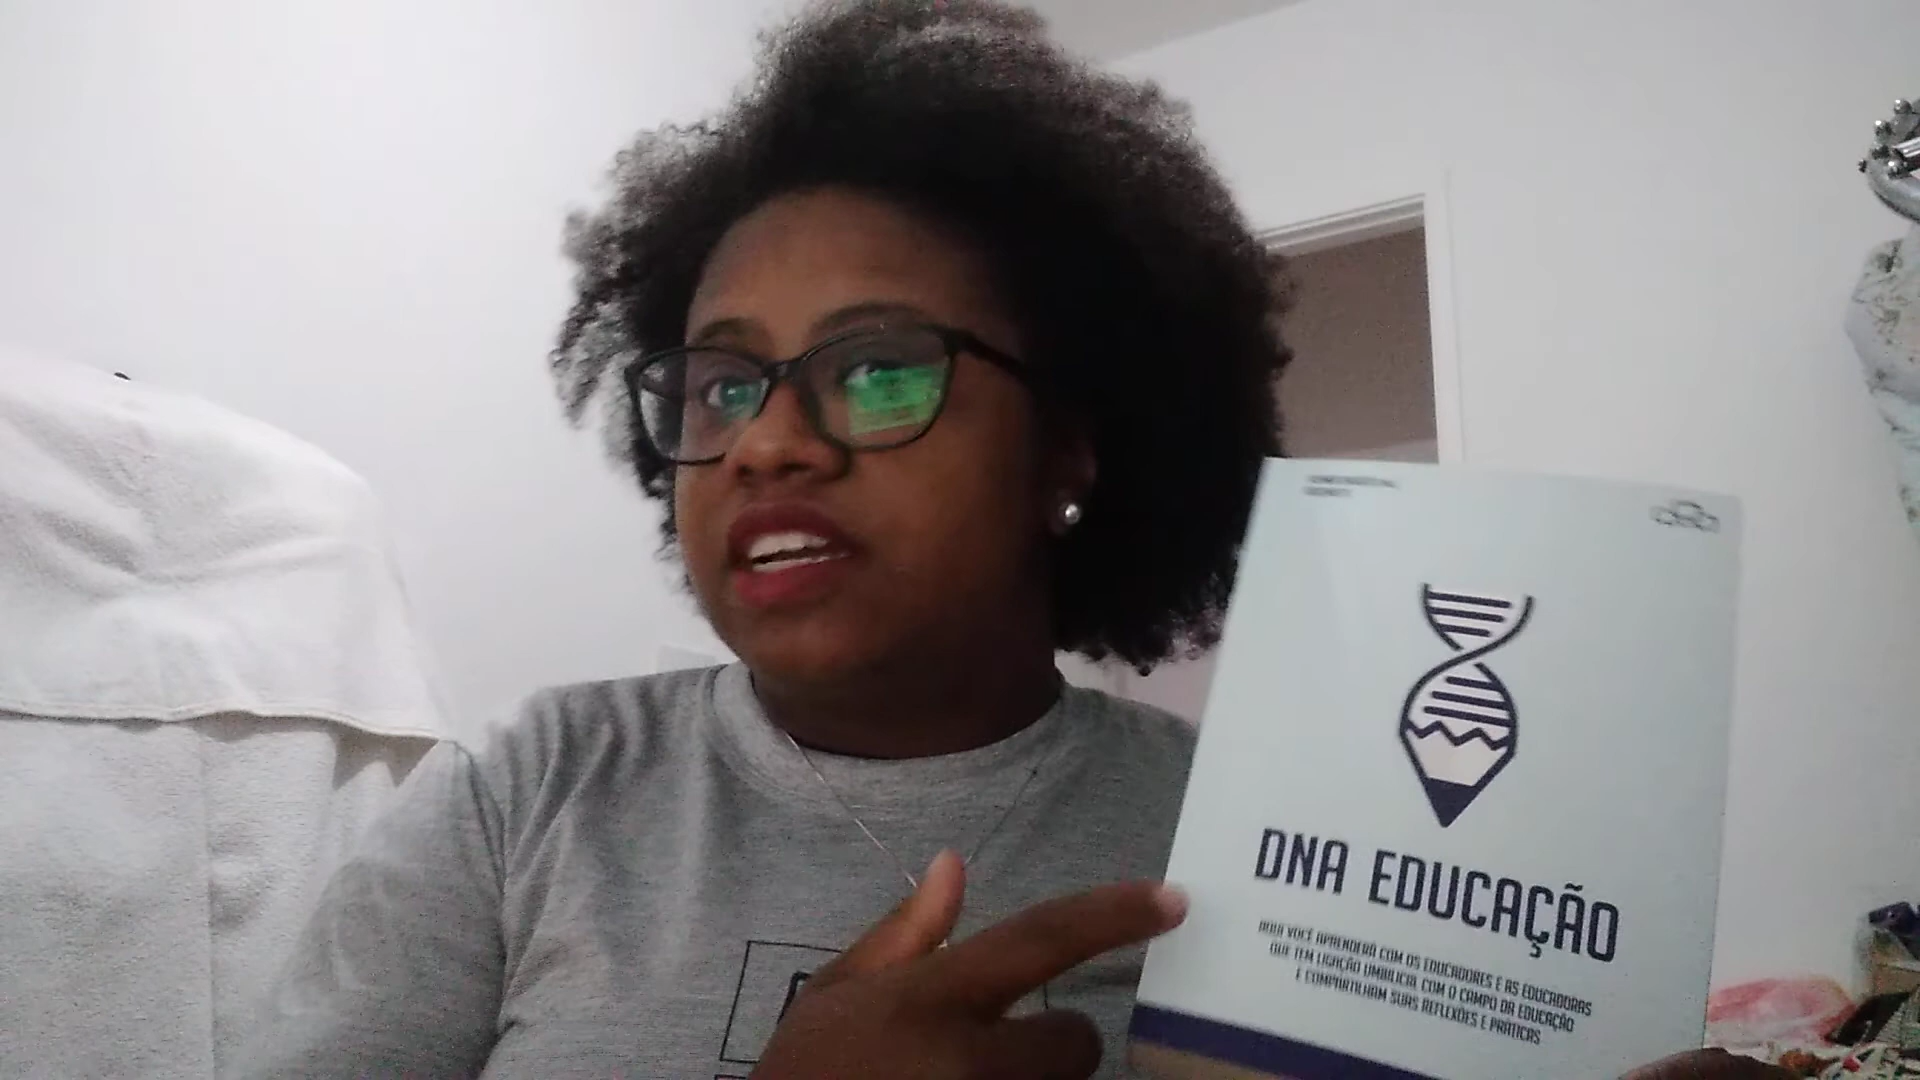 DNA EDUCAÇÃO
AQUI VOCÊ APRENDERÁ COM OS EDUCADORES E AS EDUCADORAS
QUE TEM LIGAÇÃO UMBILICAL COM O CAMPO DA EDUCAÇÃO
E COMPARTILHAM SUAS REFLEXÕES E PRÁTICAS